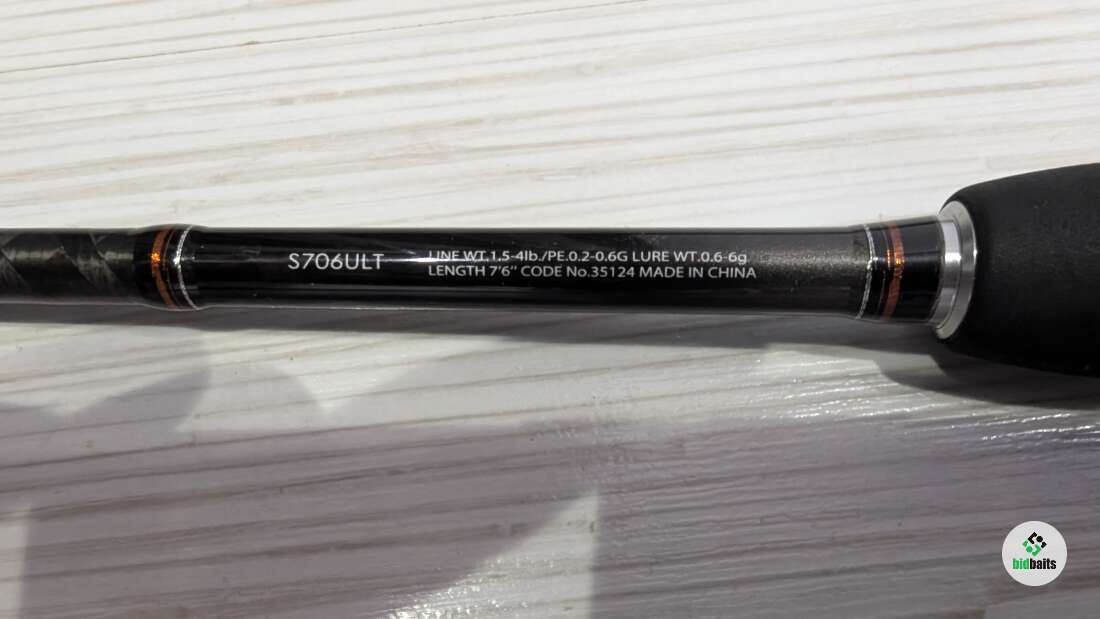 S706ULT
LINE WT. 1.5-4lb./PE.0.2-0.6G LURE WT.0.6-6g
LENGTH 7'6'' CODE No.35124 MADE IN CHINA
bidbaits